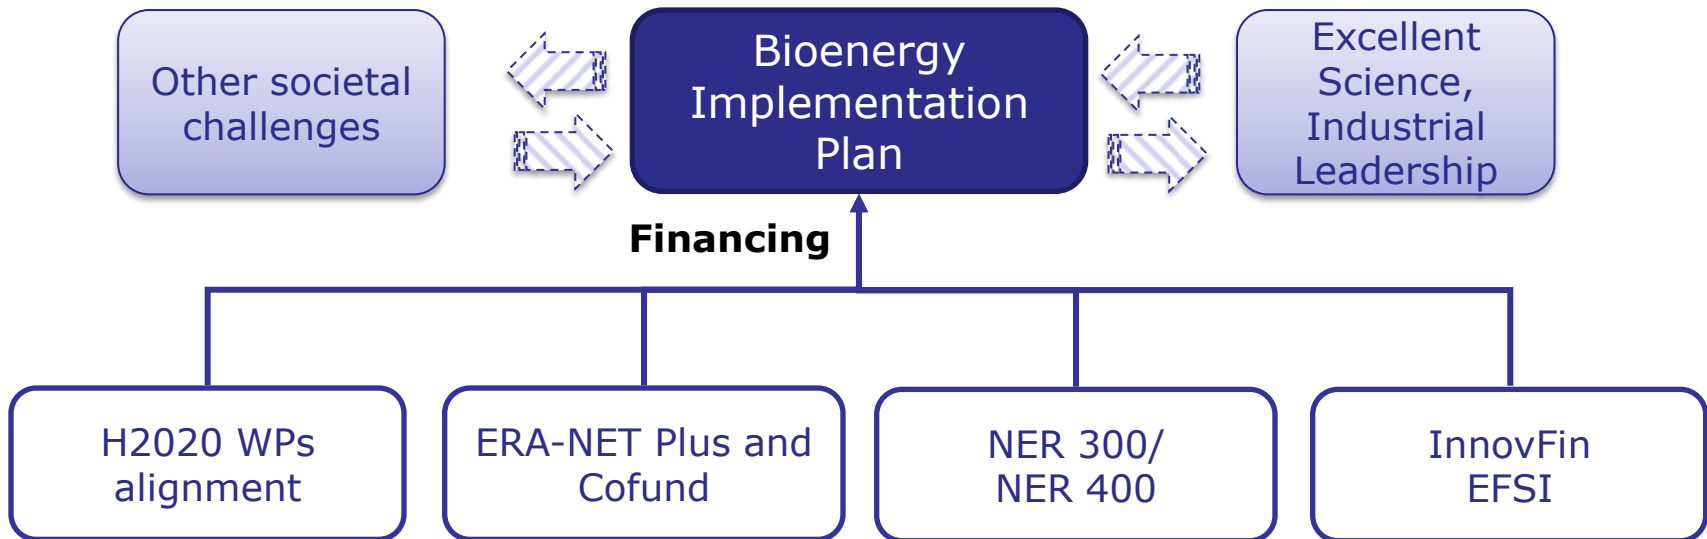 Other societal
challenges
Bioenergy
Implementation
Plan
Excellent
Science,
Industrial
Leadership
Financing
H2020 WPs
alignment
ERA-NET Plus and
Cofund
NER 300/
NER 400
InnovFin
EFSI